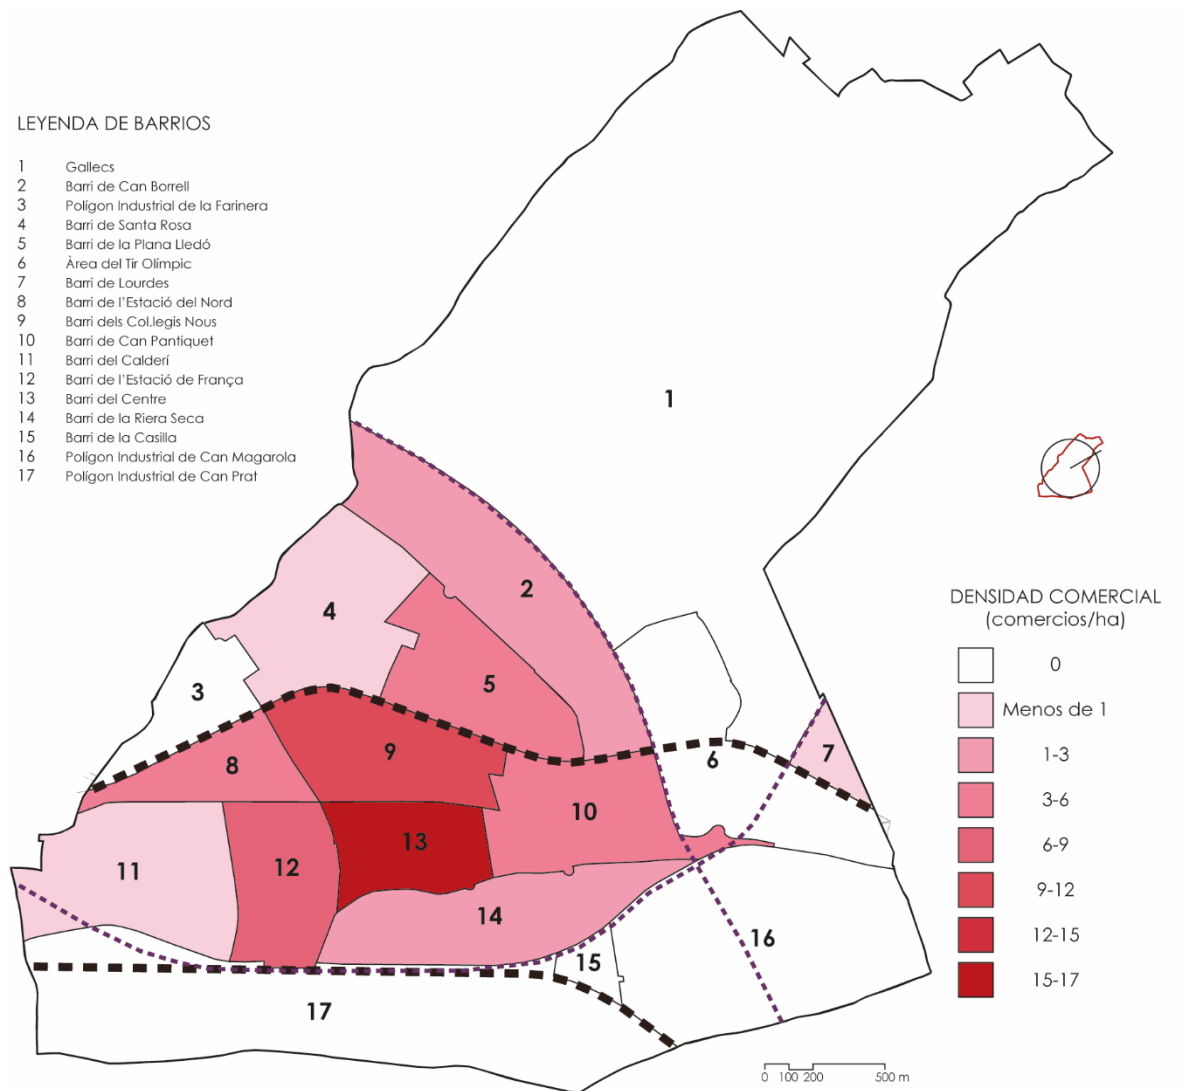 LEYENDA DE BARRIOS
1 Gallecs
2 Barri de Can Borrell
3 Polígon Industrial de la Farinera
4 Barri de Santa Rosa
5 Barri de la Plana Lledó
6 Àrea del Tir Olímpic
7 Barri de Lourdes
8 Barri de l'Estació del Nord
9 Barri dels Col.legis Nous
10 Barri de Can Pantiquet
11 Barri del Calderí
12 Barri de l'Estació de França
13 Barri del Centre
14 Barri de la Riera Seca
15 Barri de la Casilla
16 Polígon Industrial de Can Magarola
17 Polígon Industrial de Can Prat
1
2
4
5
3
9
8
6
7
10
13
11
12
14
16
15
17
DENSIDAD COMERCIAL
(comercios/ha)
0
Menos de 1
1-3
3-6
6-9
9-12
12-15
15-17
0 100 200 500 m